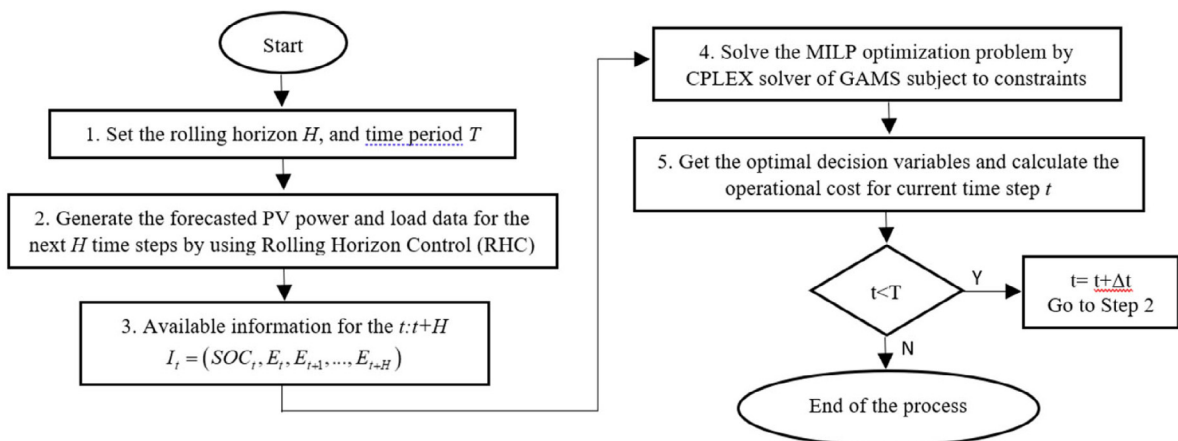 Start
1. Set the rolling horizon H, and time period T
2. Generate the forecasted PV power and load data for the
next H time steps by using Rolling Horizon Control (RHC)
3. Available information for the t:t+H
I_t = (SOC_t, E_t, E_{t+1}, ..., E_{t+H})
4. Solve the MILP optimization problem by
CPLEX solver of GAMS subject to constraints
5. Get the optimal decision variables and calculate the
operational cost for current time step t
t<T
Y
t= t+Δt
Go to Step 2
N
End of the process